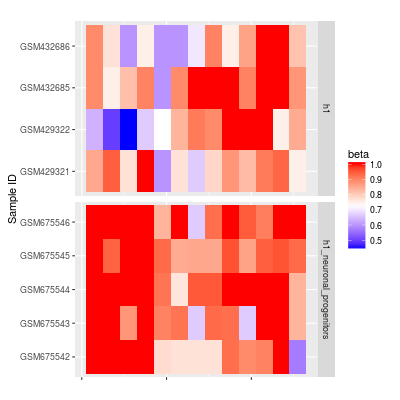 Sample ID
GSM432686
GSM432685
GSM429322
GSM429321
h1
GSM675546
GSM675545
GSM675544
GSM675543
GSM675542
h1_neuronal_progenitors
beta
1.0
0.9
0.8
0.7
0.6
0.5